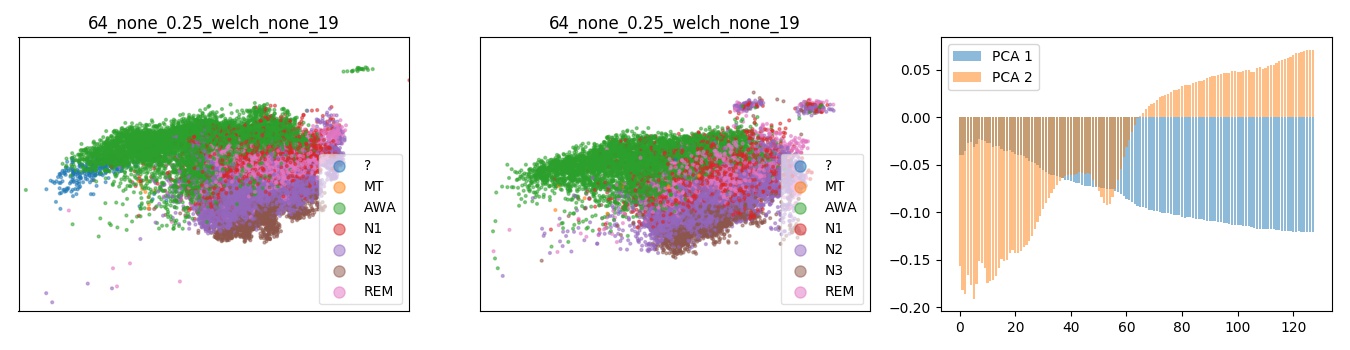 64_none_0.25_welch_none_19
?
MT
AWA
N1
N2
N3
REM
64_none_0.25_welch_none_19
?
MT
AWA
N1
N2
N3
REM
PCA 1
PCA 2
0.05
0.00
−0.05
−0.10
−0.15
−0.20
0 20 40 60 80 100 120